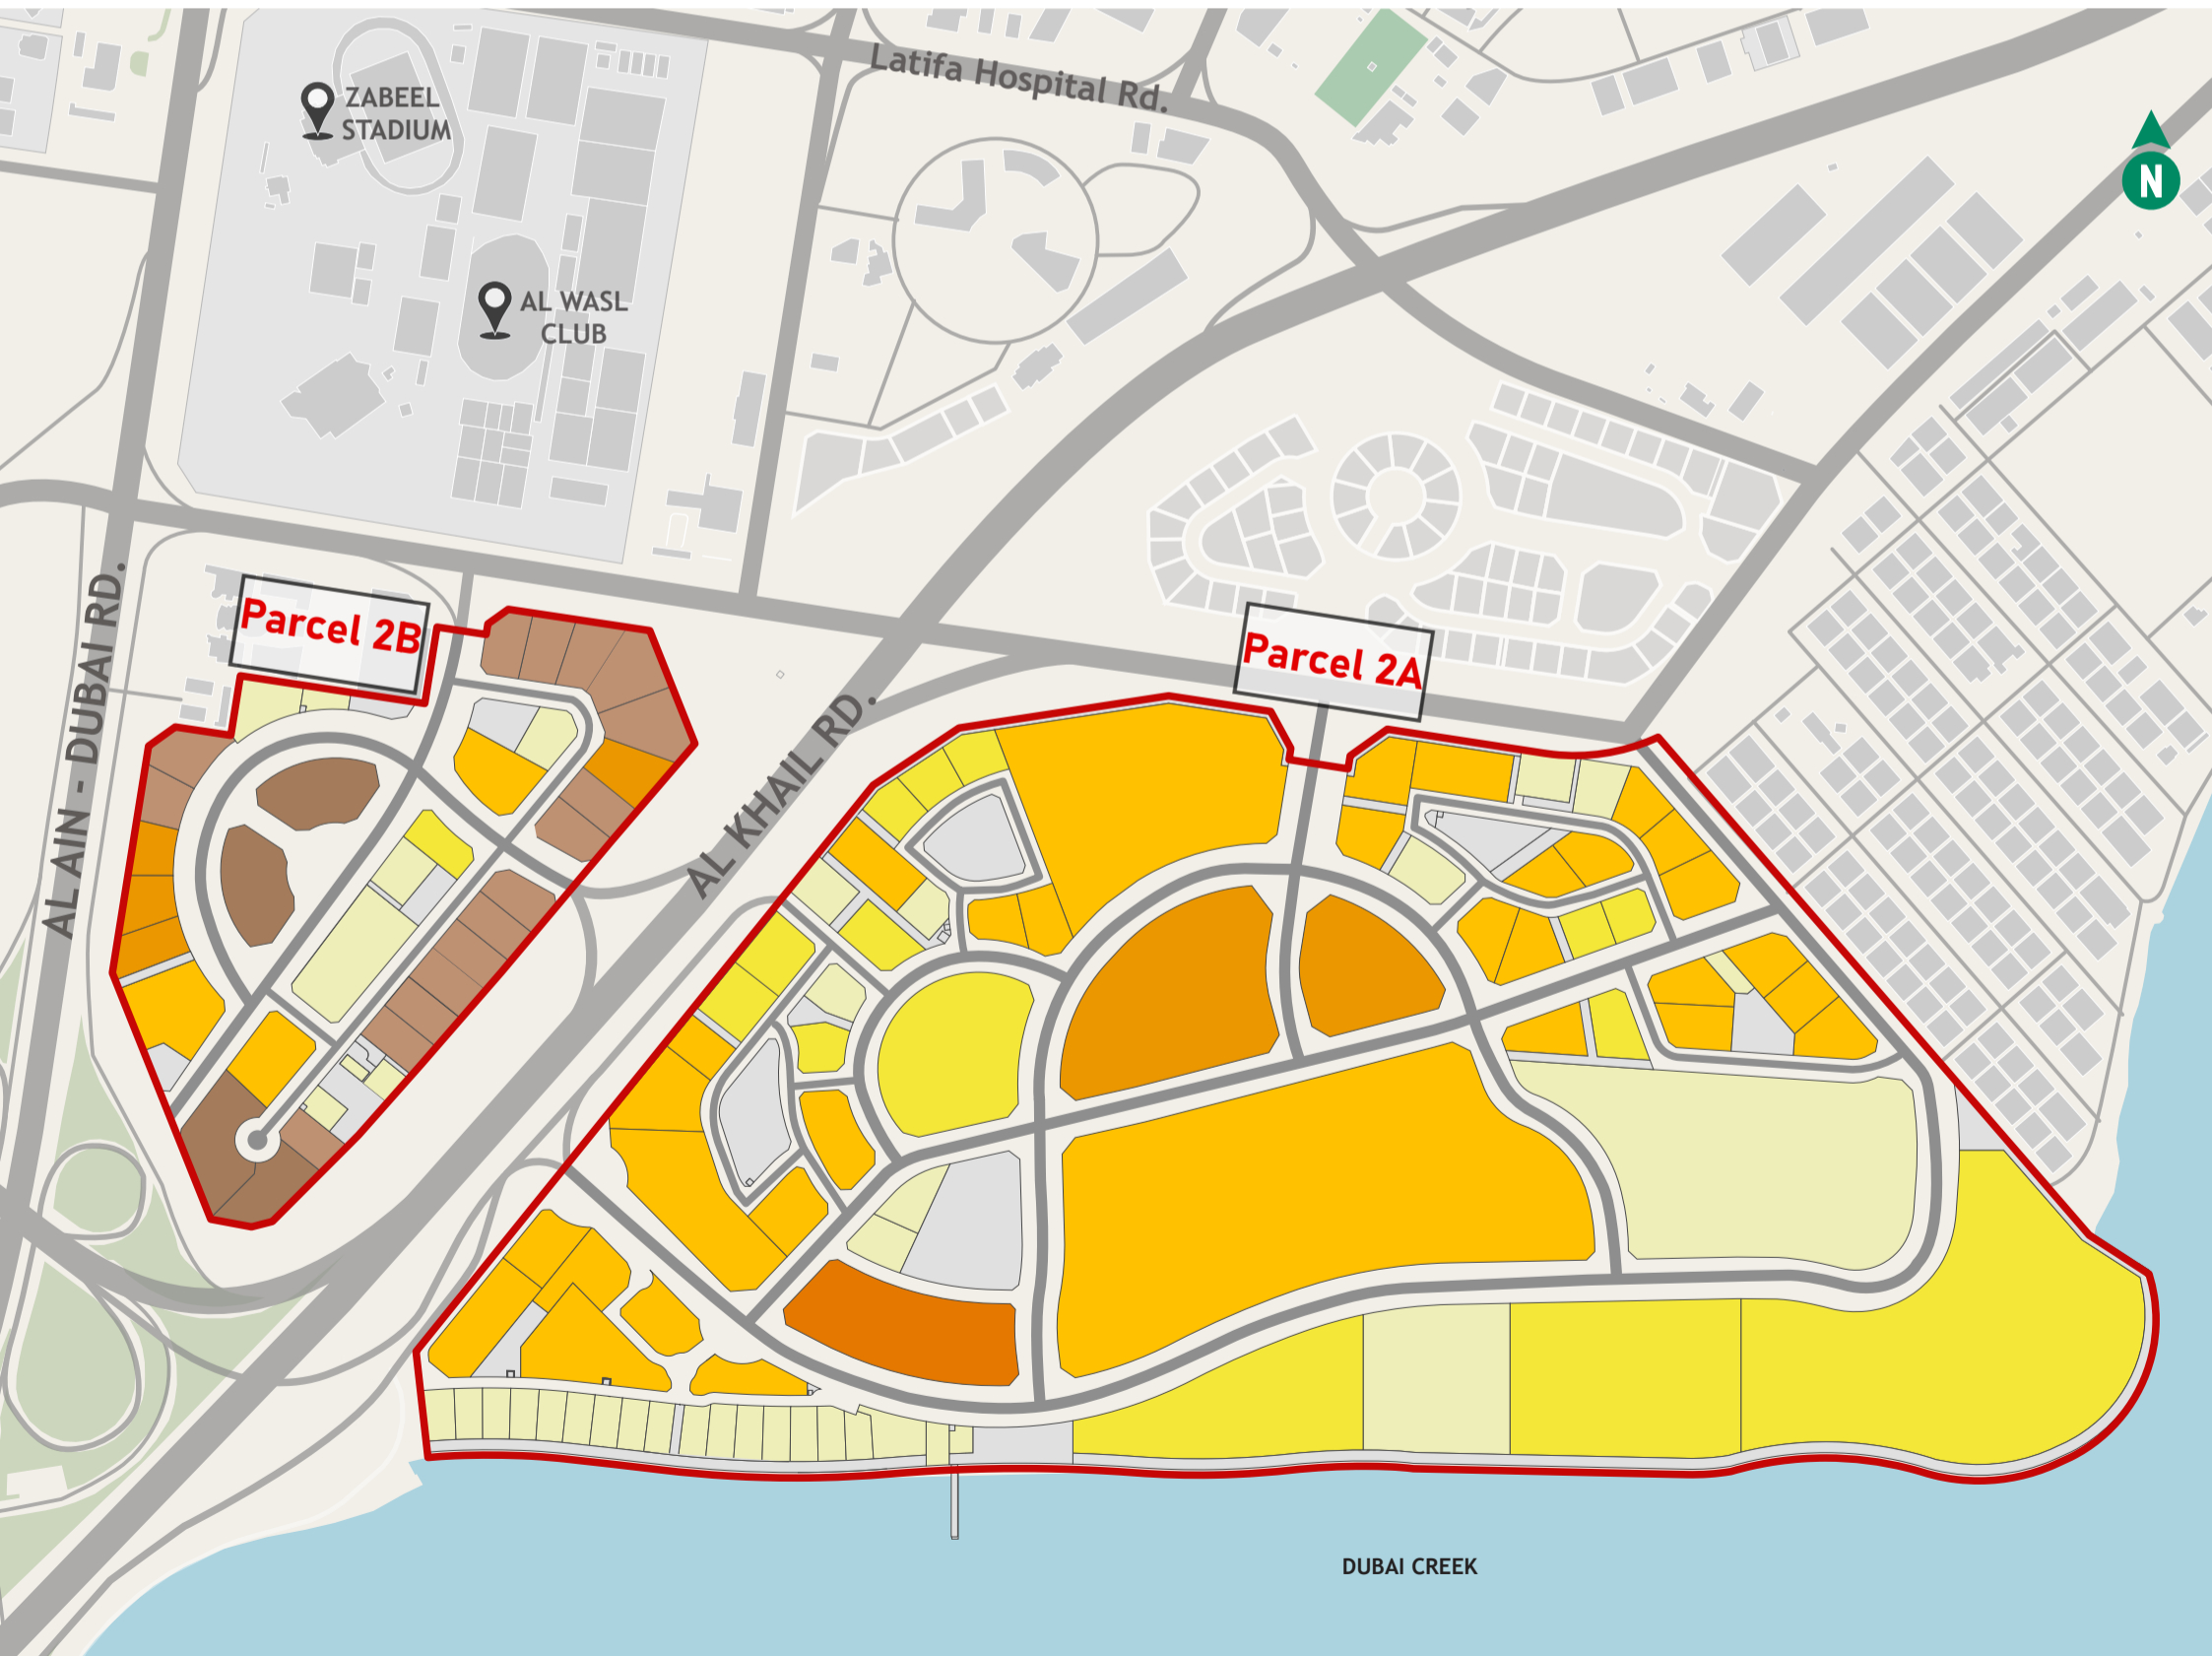 Latifa Hospital Rd.
ZABEEL
STADIUM
N
AL WASL
CLUB
Parcel 2B
Parcel 2A
AL AIN - DUBAI RD.
AL KHAIL RD.
DUBAI CREEK